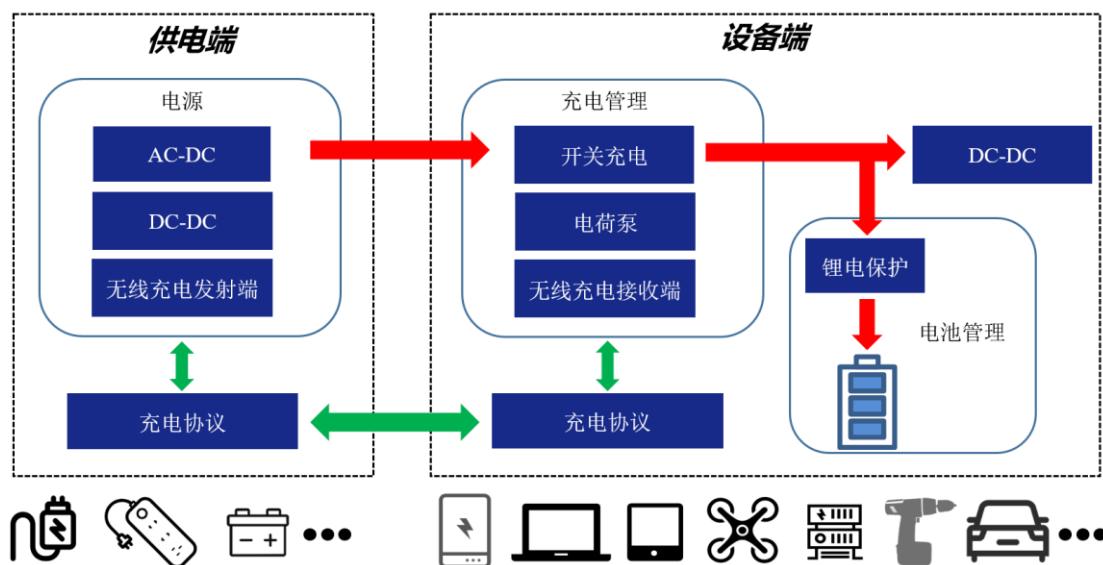 供电端
设备端
电源
AC-DC
DC-DC
无线充电发射端
充电协议
充电管理
开关充电
电荷泵
无线充电接收端
充电协议
DC-DC
锂电保护
电池管理